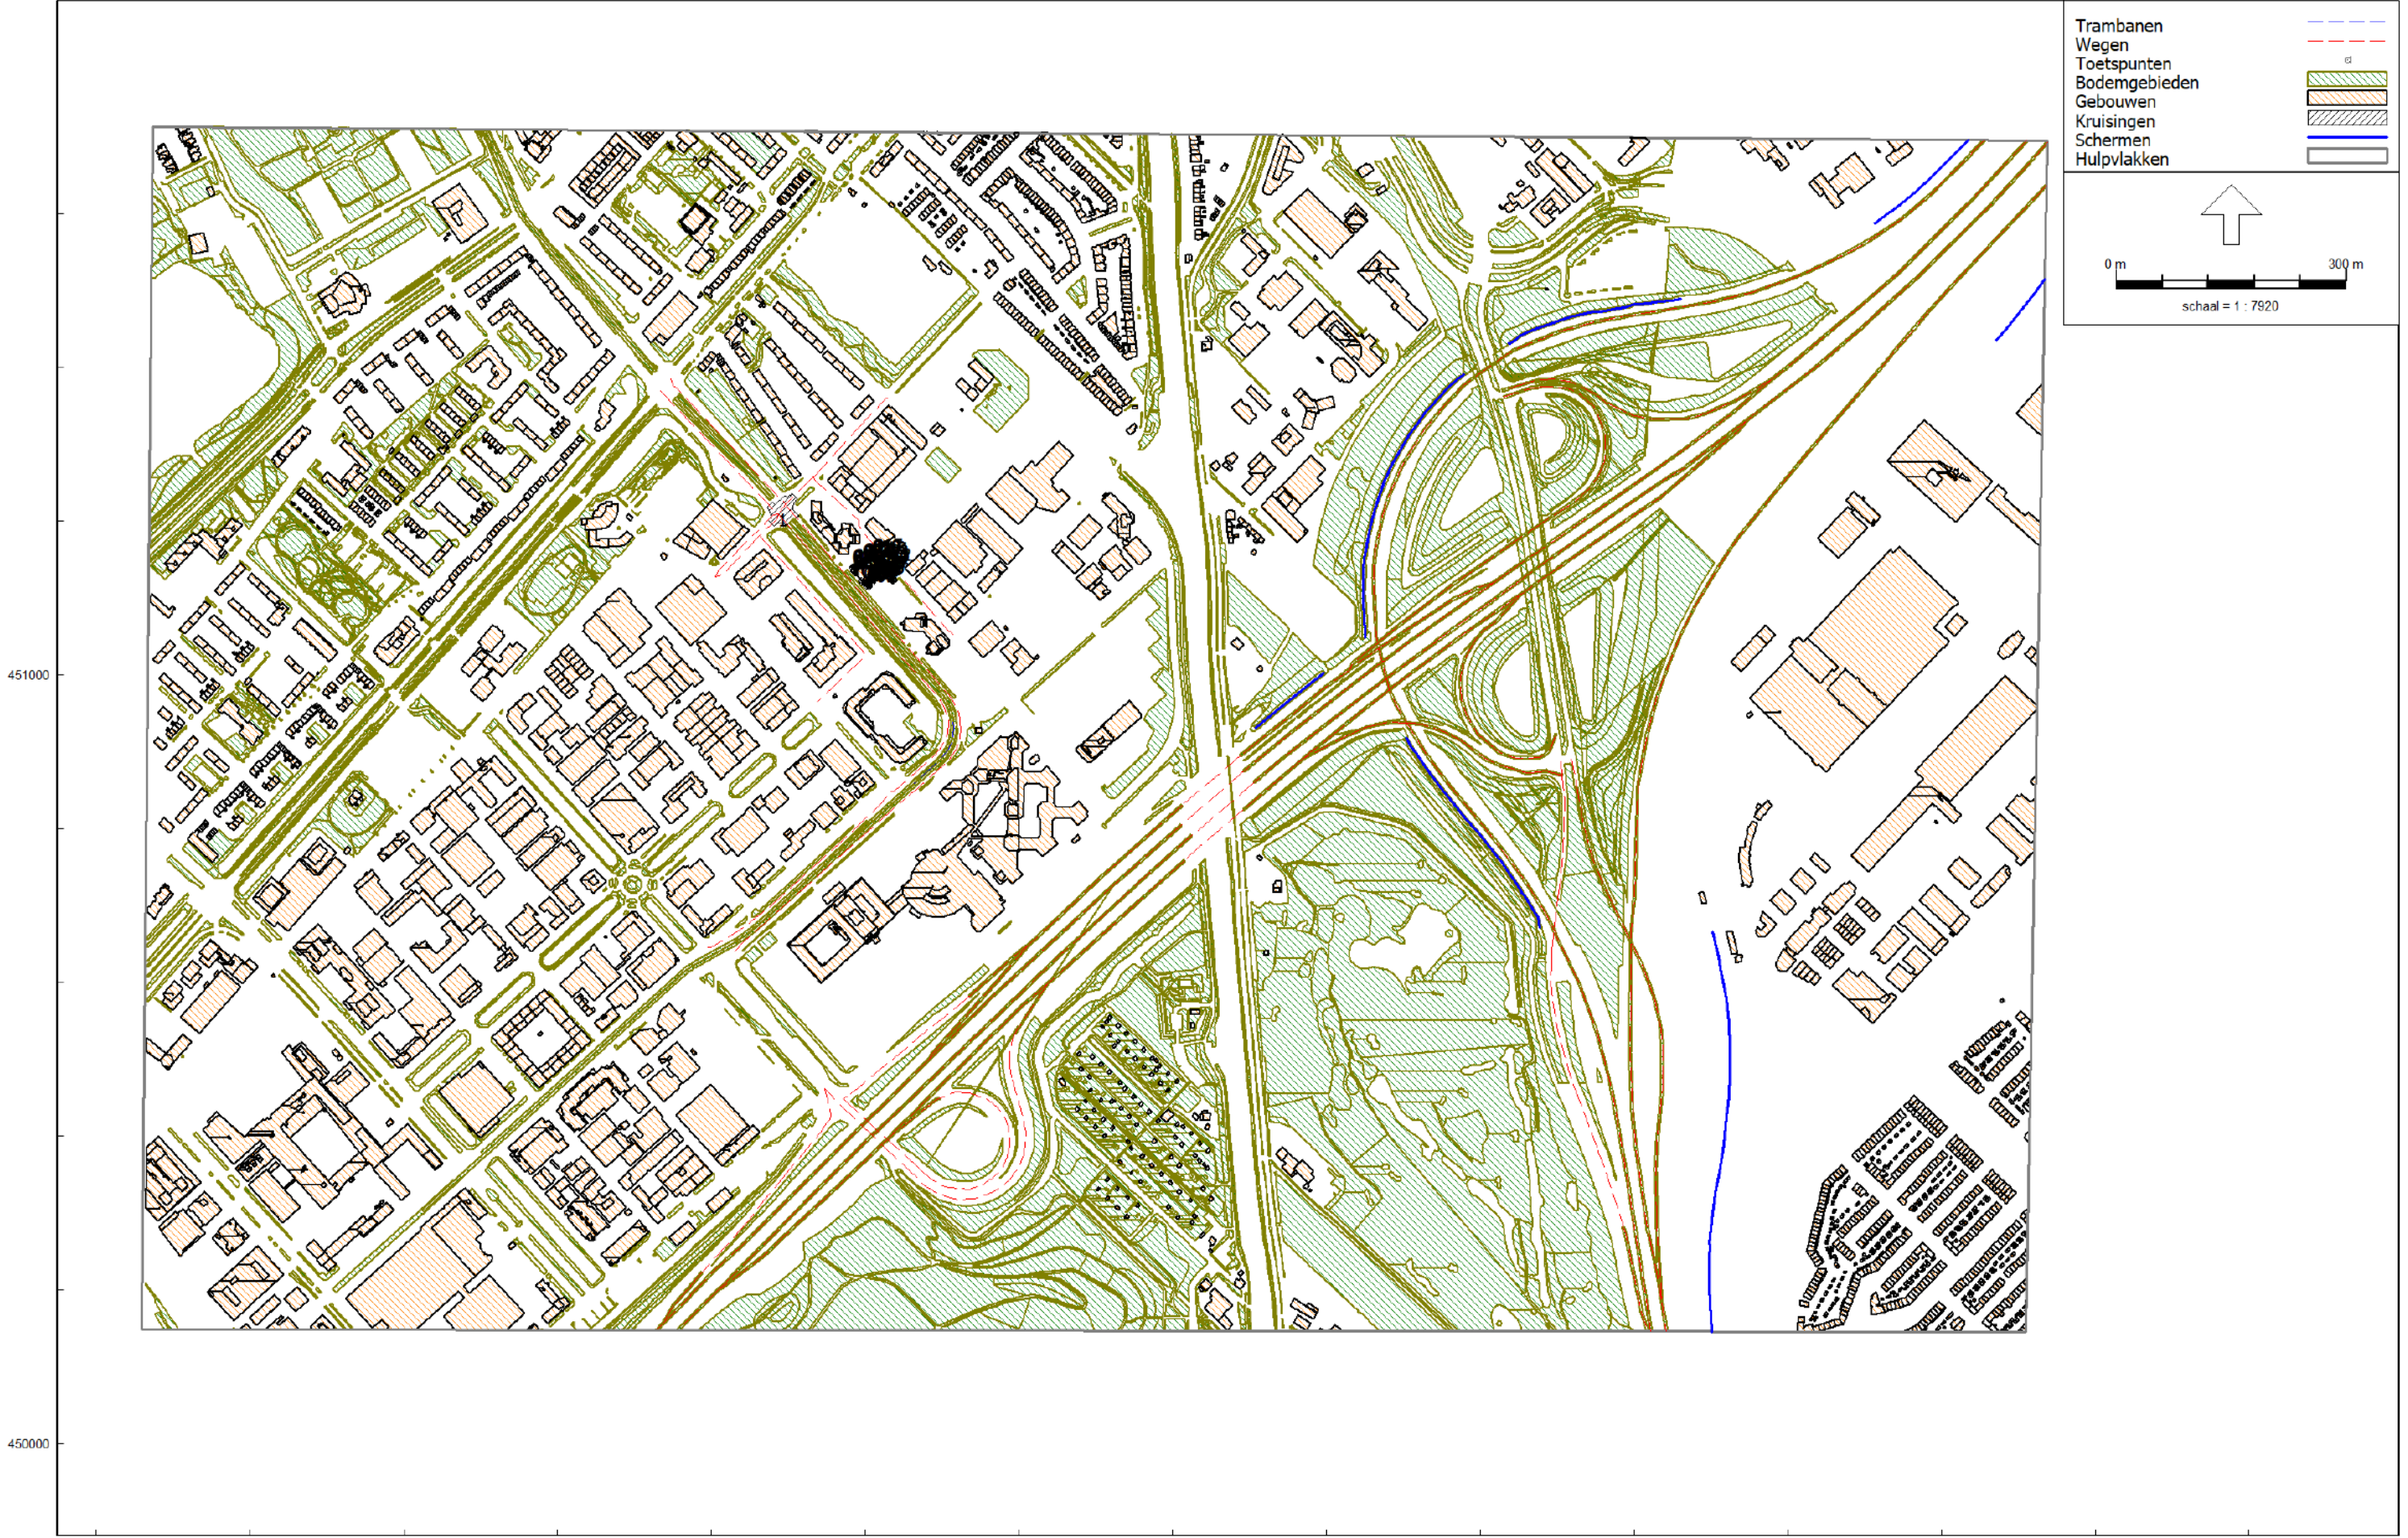 Trambanen
Wegen
Toetspunten
Bodemgebieden
Gebouwen
Kruisingen
Schermen
Hulpvlakken
0 m 300 m
schaal = 1 : 7920
451000
450000